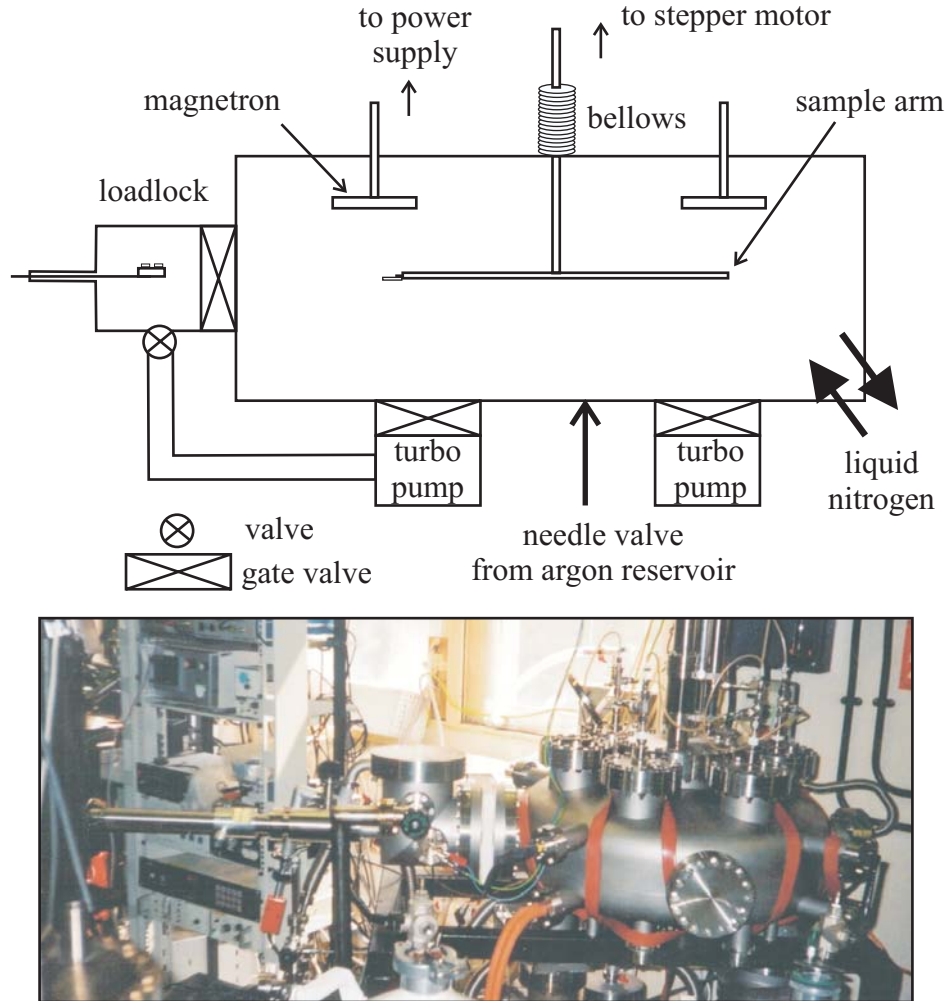 to power
supply
to stepper motor
magnetron
bellows
sample arm
loadlock
turbo
pump
turbo
pump
liquid
nitrogen
valve
gate valve
needle valve
from argon reservoir